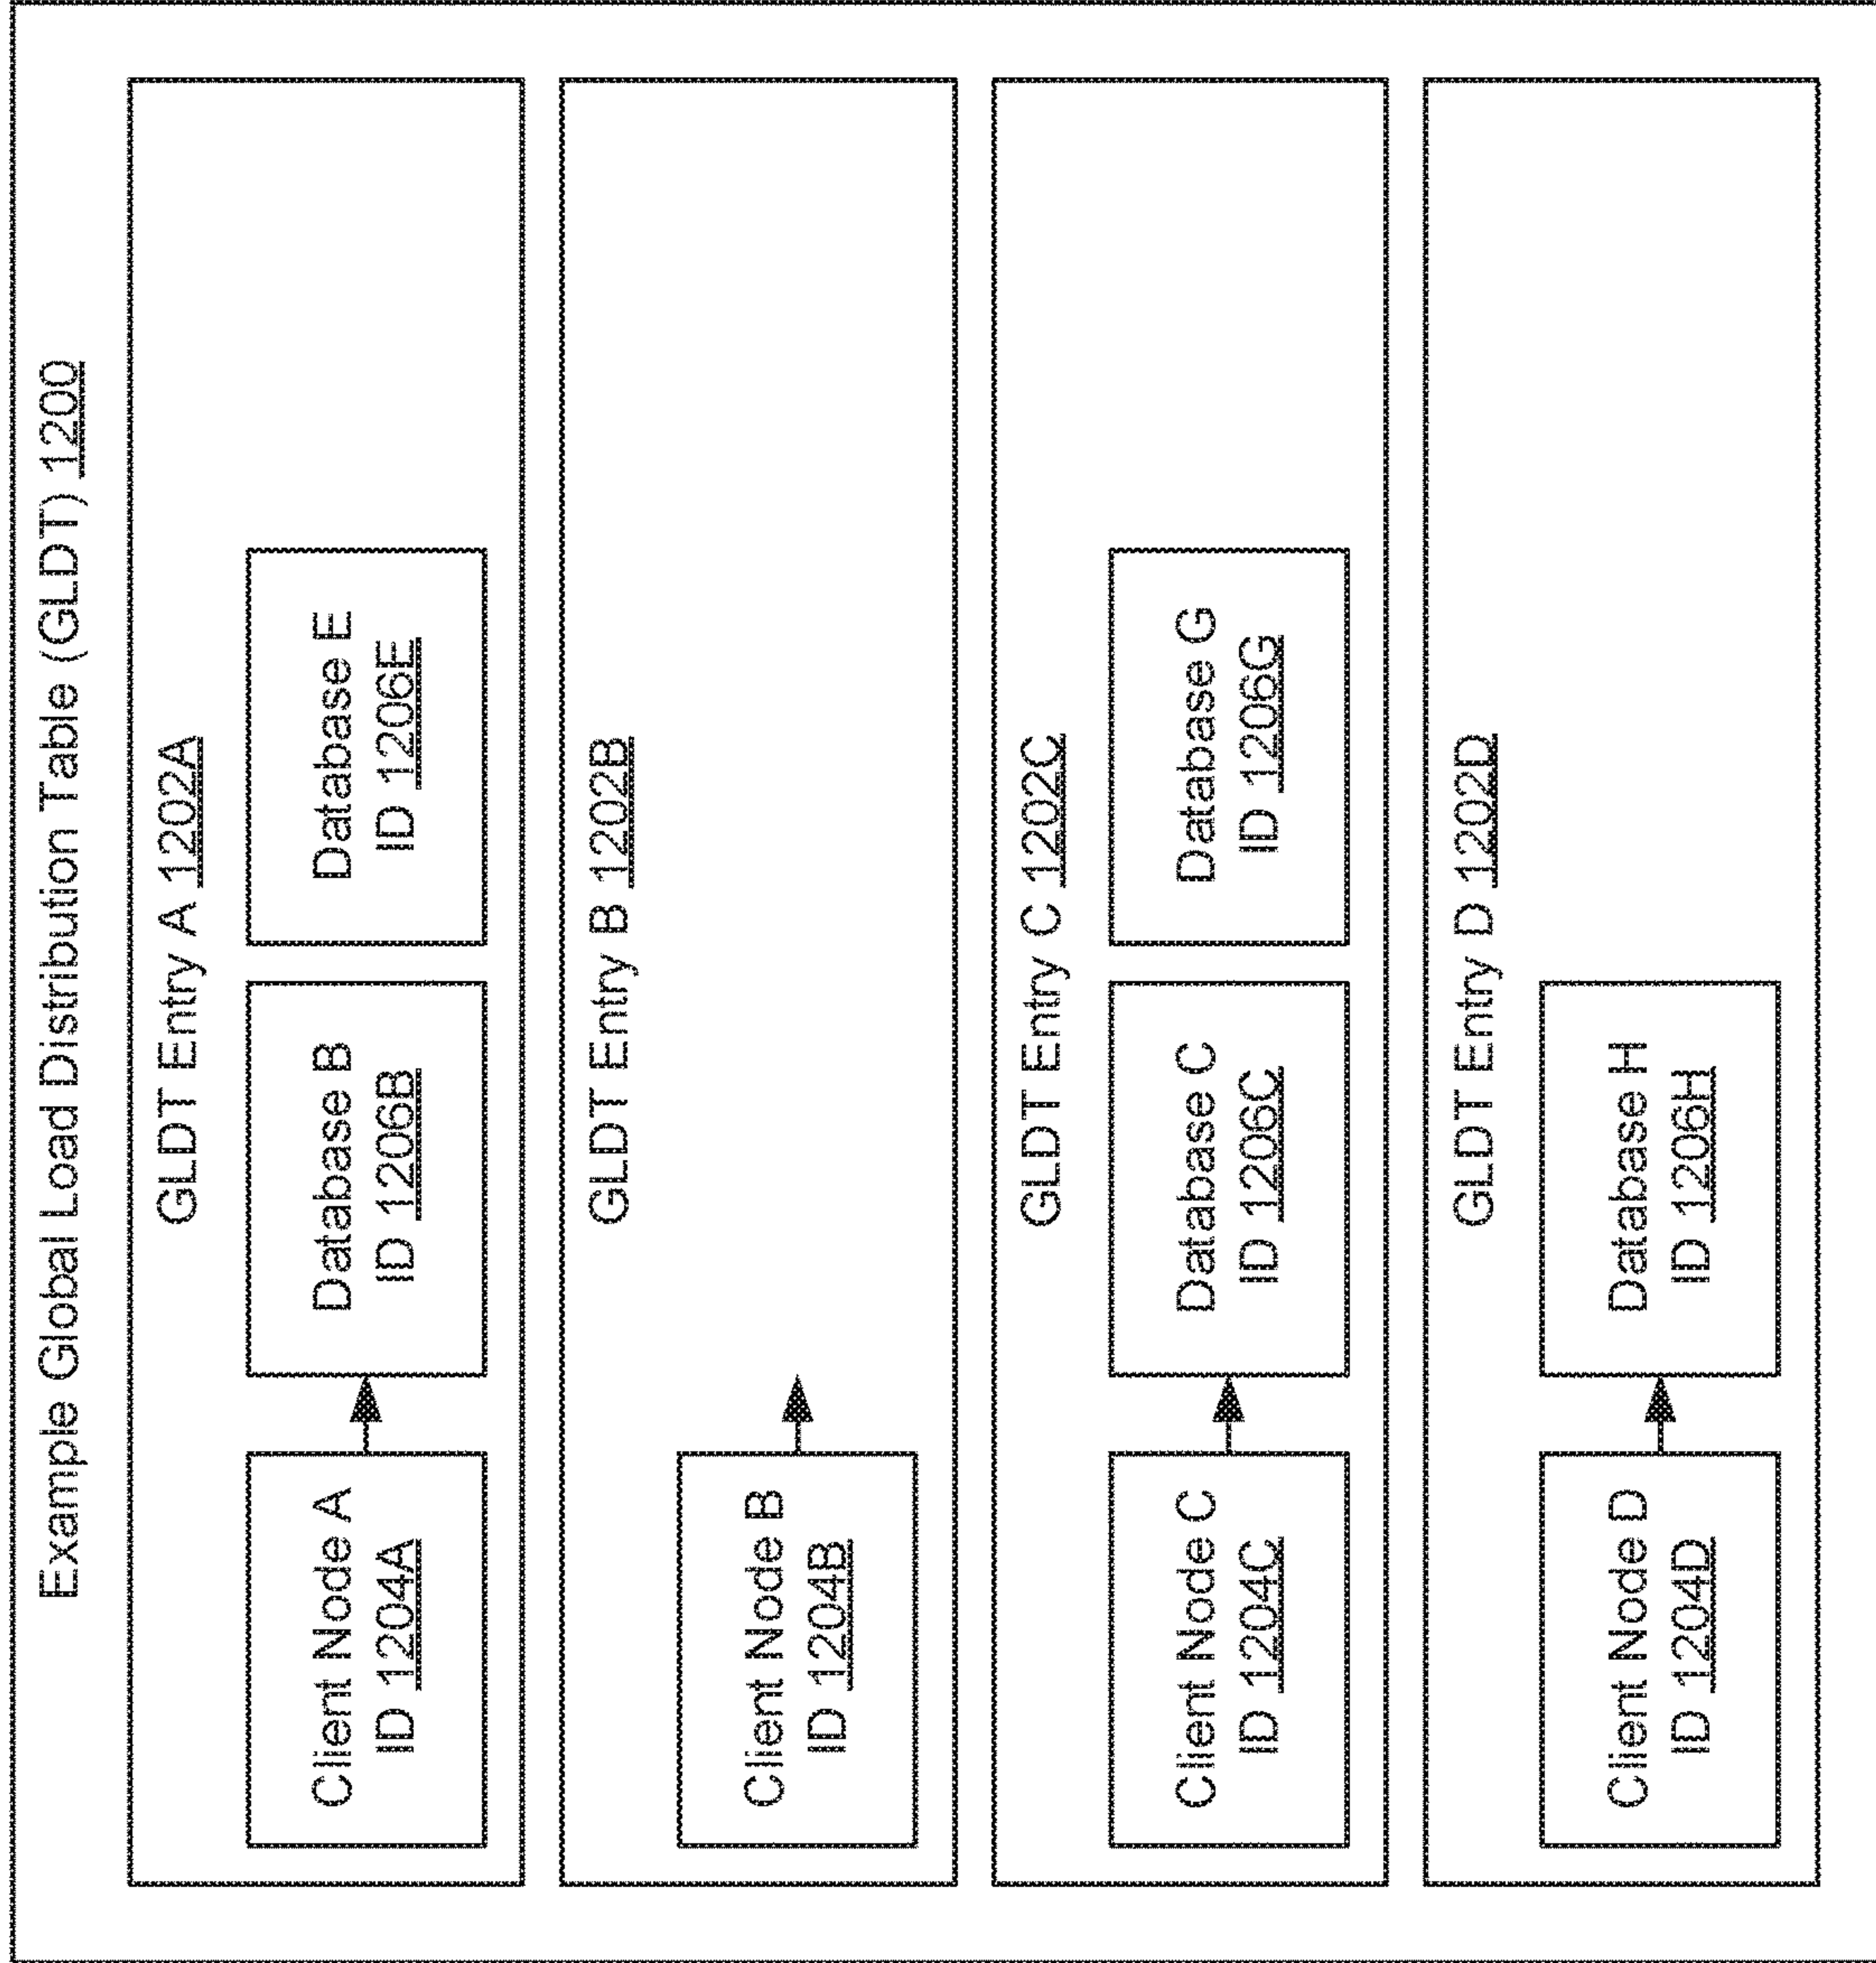 Example Global Load Distribution Table (GLDT) 1200
GLDT Entry A 1202A
Client Node A
ID 1204A
Database B
ID 1206B
Database E
ID 1206E
GLDT Entry B 1202B
Client Node B
ID 1204B
GLDT Entry C 1202C
Client Node C
ID 1204C
Database C
ID 1206C
Database G
ID 1206G
GLDT Entry D 1202D
Client Node D
ID 1204D
Database H
ID 1206H